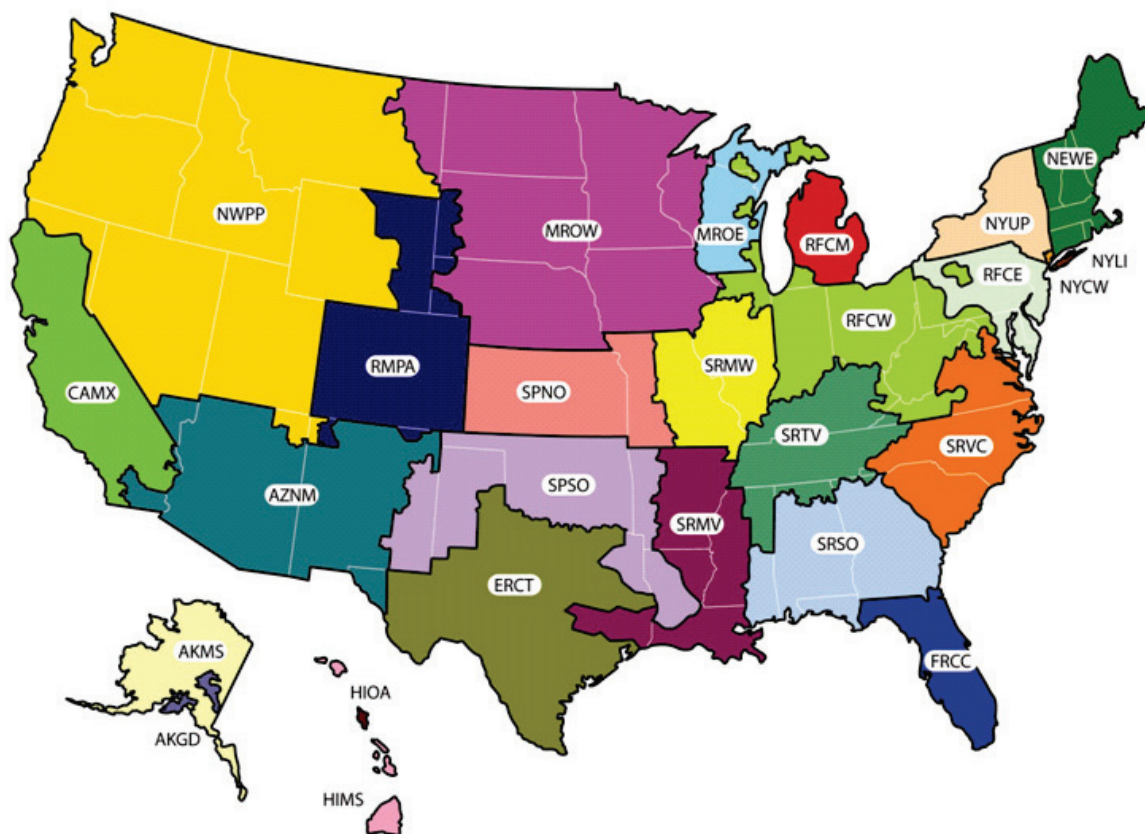 NEWE
NWPP
NYUP
MROW
MROE
RFCM
NYLI
RFCE
NYCW
RFCW
RMPA
SRMW
CAMX
SPNO
SRTV
SRVC
SPSO
AZNM
SRMV
SRSO
ERCT
AKMS
FRCC
HIOA
AKGD
HIMS